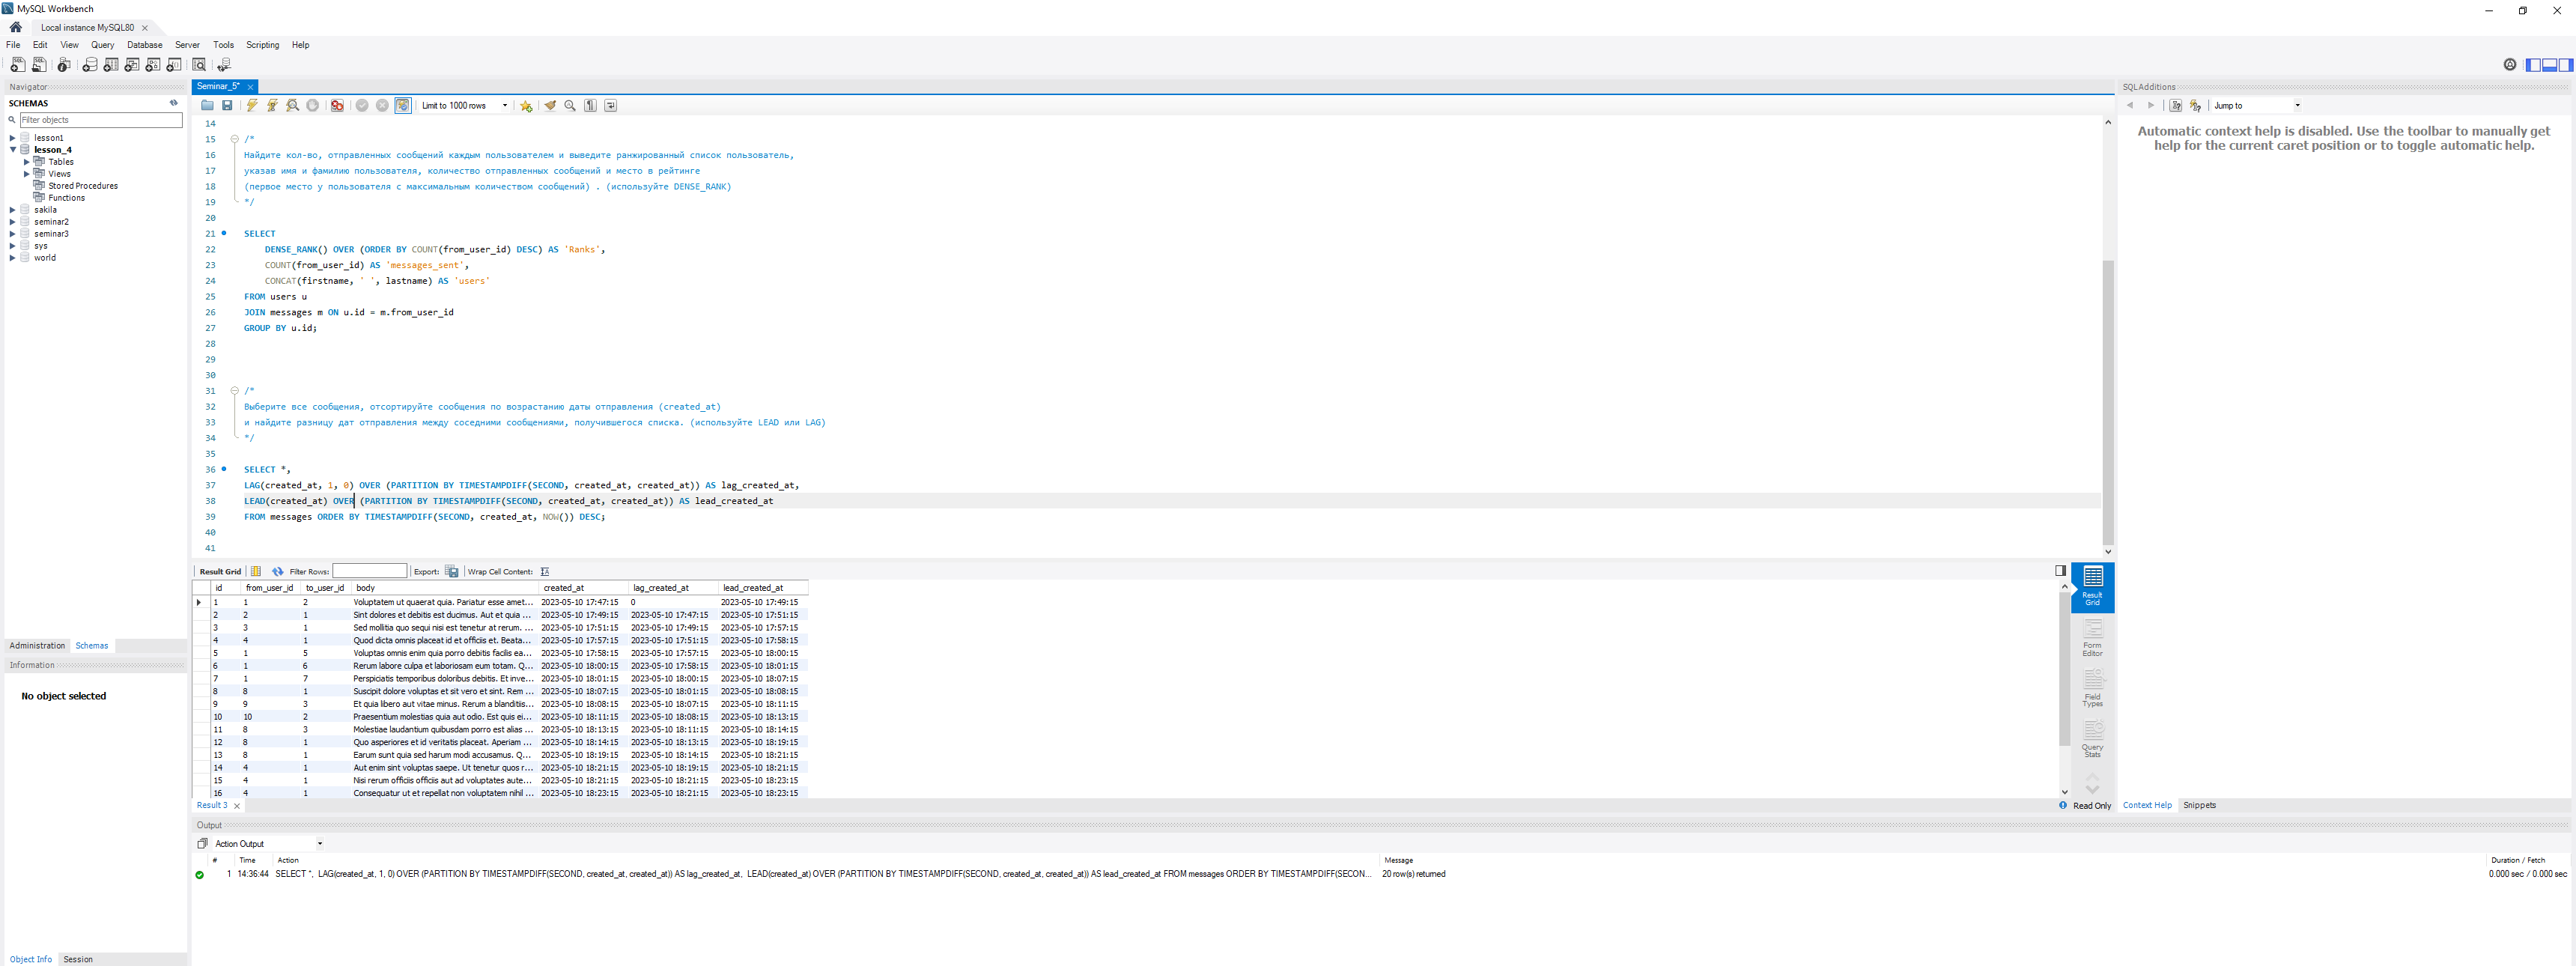 MySQL Workbench
Local instance MySQL80
File Edit View Query Database Server Tools Scripting Help
Navigator
SCHEMAS
Filter objects
lesson1
lesson_4
Tables
Views
Stored Procedures
Functions
sakila
seminar2
seminar3
sys
world
Administration Schemas
Information
No object selected
Object Info Session
Seminar_5*
Limit to 1000 rows
14
15 /*
16 Найдите кол-во, отправленных сообщений каждым пользователем и выведите ранжированный список пользователь,
17 указав имя и фамилию пользователя, количество отправленных сообщений и место в рейтинге
18 (первое место у пользователя с максимальным количеством сообщений) . (используйте DENSE_RANK)
19 */
20
21 SELECT
22 DENSE_RANK() OVER (ORDER BY COUNT(from_user_id) DESC) AS 'Ranks',
23 COUNT(from_user_id) AS 'messages_sent',
24 CONCAT(firstname, ' ', lastname) AS 'users'
25 FROM users u
26 JOIN messages m ON u.id = m.from_user_id
27 GROUP BY u.id;
28
29
30
31 /*
32 Выберите все сообщения, отсортируйте сообщения по возрастанию даты отправления (created_at)
33 и найдите разницу дат отправления между соседними сообщениями, получившегося списка. (используйте LEAD или LAG)
34 */
35
36 SELECT *,
37 LAG(created_at, 1, 0) OVER (PARTITION BY TIMESTAMPDIFF(SECOND, created_at, created_at)) AS lag_created_at,
38 LEAD(created_at) OVER (PARTITION BY TIMESTAMPDIFF(SECOND, created_at, created_at)) AS lead_created_at
39 FROM messages ORDER BY TIMESTAMPDIFF(SECOND, created_at, NOW()) DESC;
40
41
Result Grid Filter Rows: Export: Wrap Cell Content:
id from_user_id to_user_id body created_at lag_created_at lead_created_at
1 1 2 Voluptatem ut quaerat quia. Pariatur esse amet... 2023-05-10 17:47:15 0 2023-05-10 17:49:15
2 2 1 Sint dolores et debitis est ducimus. Aut et quia ... 2023-05-10 17:49:15 2023-05-10 17:47:15 2023-05-10 17:51:15
3 3 1 Sed mollitia quo sequi nisi est tenetur at rerum. ... 2023-05-10 17:51:15 2023-05-10 17:49:15 2023-05-10 17:57:15
4 4 1 Quod dicta omnis placeat id et officiis et. Beata... 2023-05-10 17:57:15 2023-05-10 17:51:15 2023-05-10 17:58:15
5 1 5 Voluptas omnis enim quia porro debitis facilis ea... 2023-05-10 17:58:15 2023-05-10 17:57:15 2023-05-10 18:00:15
6 1 6 Rerum labore culpa et laboriosam eum totam. Q... 2023-05-10 18:00:15 2023-05-10 17:58:15 2023-05-10 18:01:15
7 1 7 Perspiciatis temporibus doloribus debitis. Et inve... 2023-05-10 18:01:15 2023-05-10 18:00:15 2023-05-10 18:07:15
8 8 1 Suscipit dolore voluptas et sit vero et sint. Rem ... 2023-05-10 18:07:15 2023-05-10 18:01:15 2023-05-10 18:08:15
9 9 3 Et quia libero aut vitae minus. Rerum a blanditiis... 2023-05-10 18:08:15 2023-05-10 18:07:15 2023-05-10 18:11:15
10 10 2 Praesentium molestias quia aut odio. Est quis ei... 2023-05-10 18:11:15 2023-05-10 18:08:15 2023-05-10 18:13:15
11 8 3 Molestiae laudantium quibusdam porro est alias ... 2023-05-10 18:13:15 2023-05-10 18:11:15 2023-05-10 18:14:15
12 8 1 Quo asperiores et id veritatis placeat. Aperiam ... 2023-05-10 18:14:15 2023-05-10 18:13:15 2023-05-10 18:19:15
13 8 1 Earum sunt quia sed harum modi accusamus. Q... 2023-05-10 18:19:15 2023-05-10 18:14:15 2023-05-10 18:21:15
14 4 1 Aut enim sint voluptas saepe. Ut tenetur quos r... 2023-05-10 18:21:15 2023-05-10 18:19:15 2023-05-10 18:21:15
15 4 1 Nisi rerum officiis officiis aut ad voluptates aute... 2023-05-10 18:21:15 2023-05-10 18:21:15 2023-05-10 18:23:15
16 4 1 Consequatur ut et repellat non voluptatem nihil ... 2023-05-10 18:23:15 2023-05-10 18:21:15 2023-05-10 18:23:15
Result Grid
Form Editor
Field Types
Query Stats
Result 3
Read Only
Output
Action Output
# Time Action Message Duration / Fetch
1 14:36:44 SELECT *, LAG(created_at, 1, 0) OVER (PARTITION BY TIMESTAMPDIFF(SECOND, created_at, created_at)) AS lag_created_at, LEAD(created_at) OVER (PARTITION BY TIMESTAMPDIFF(SECOND, created_at, created_at)) AS lead_created_at FROM messages ORDER BY TIMESTAMPDIFF(SECON... 20 row(s) returned 0.000 sec / 0.000 sec
SQLAdditions
Jump to
Automatic context help is disabled. Use the toolbar to manually get
help for the current caret position or to toggle automatic help.
Context Help Snippets